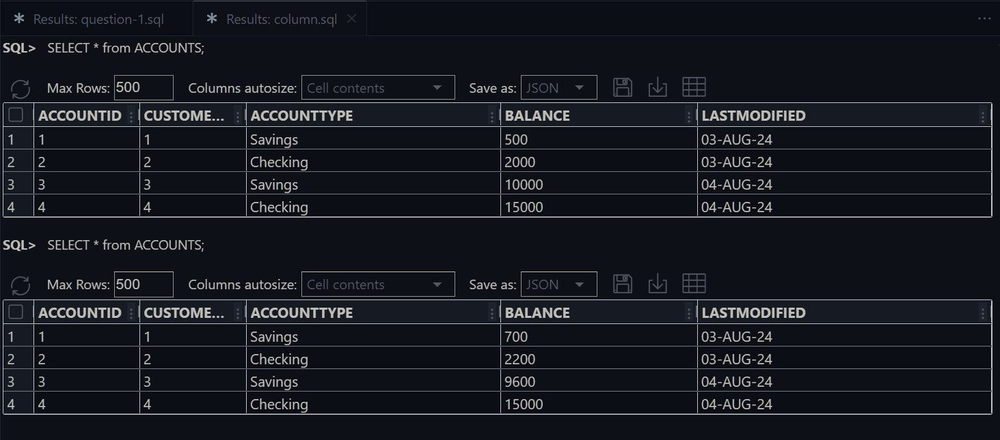 Results: question-1.sql Results: column.sql
SQL> SELECT * from ACCOUNTS;
Max Rows: 500 Columns autosize: Cell contents Save as: JSON
ACCOUNTID CUSTOME... ACCOUNTTYPE BALANCE LASTMODIFIED
1 1 1 Savings 500 03-AUG-24
2 2 2 Checking 2000 03-AUG-24
3 3 3 Savings 10000 04-AUG-24
4 4 4 Checking 15000 04-AUG-24
SQL> SELECT * from ACCOUNTS;
Max Rows: 500 Columns autosize: Cell contents Save as: JSON
ACCOUNTID CUSTOME... ACCOUNTTYPE BALANCE LASTMODIFIED
1 1 1 Savings 700 03-AUG-24
2 2 2 Checking 2200 03-AUG-24
3 3 3 Savings 9600 04-AUG-24
4 4 4 Checking 15000 04-AUG-24